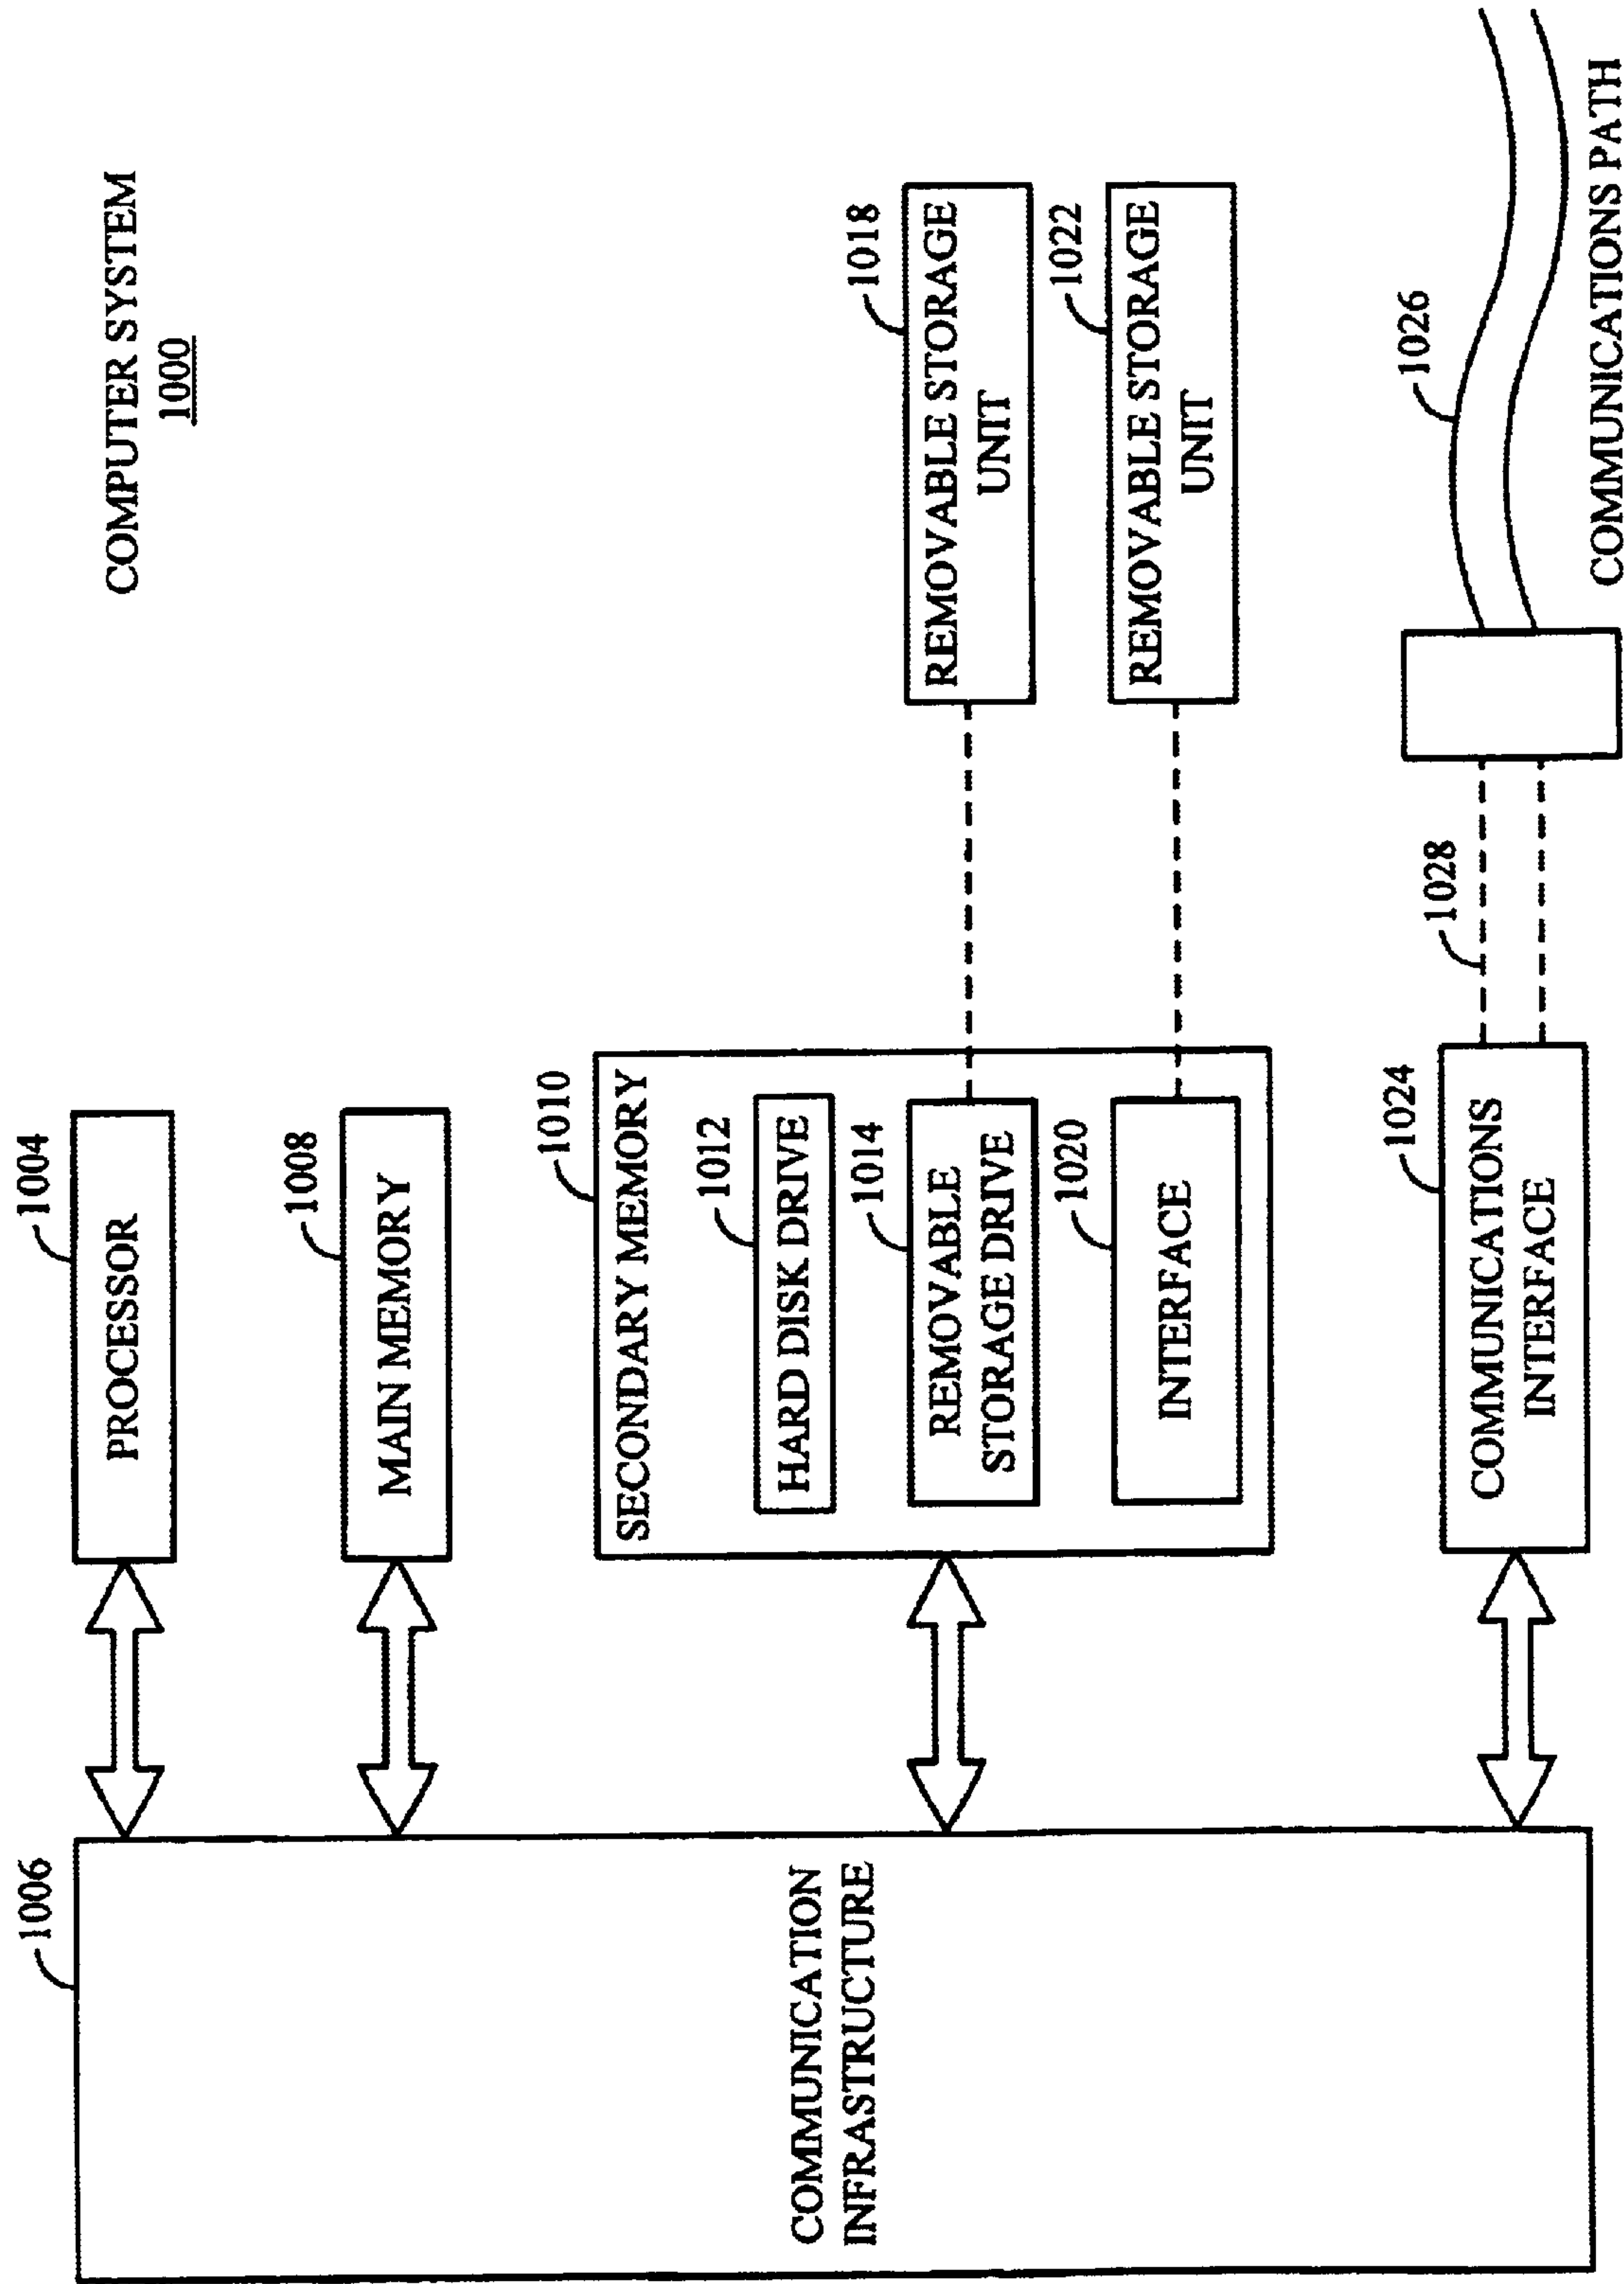 COMPUTER SYSTEM
1000
1006
COMMUNICATION
INFRASTRUCTURE
1004
PROCESSOR
1008
MAIN MEMORY
1010
SECONDARY MEMORY
1012
HARD DISK DRIVE
1014
REMOVABLE
STORAGE DRIVE
1018
REMOVABLE STORAGE
UNIT
1020
INTERFACE
1022
REMOVABLE STORAGE
UNIT
1024
COMMUNICATIONS
INTERFACE
1028
1026
COMMUNICATIONS PATH